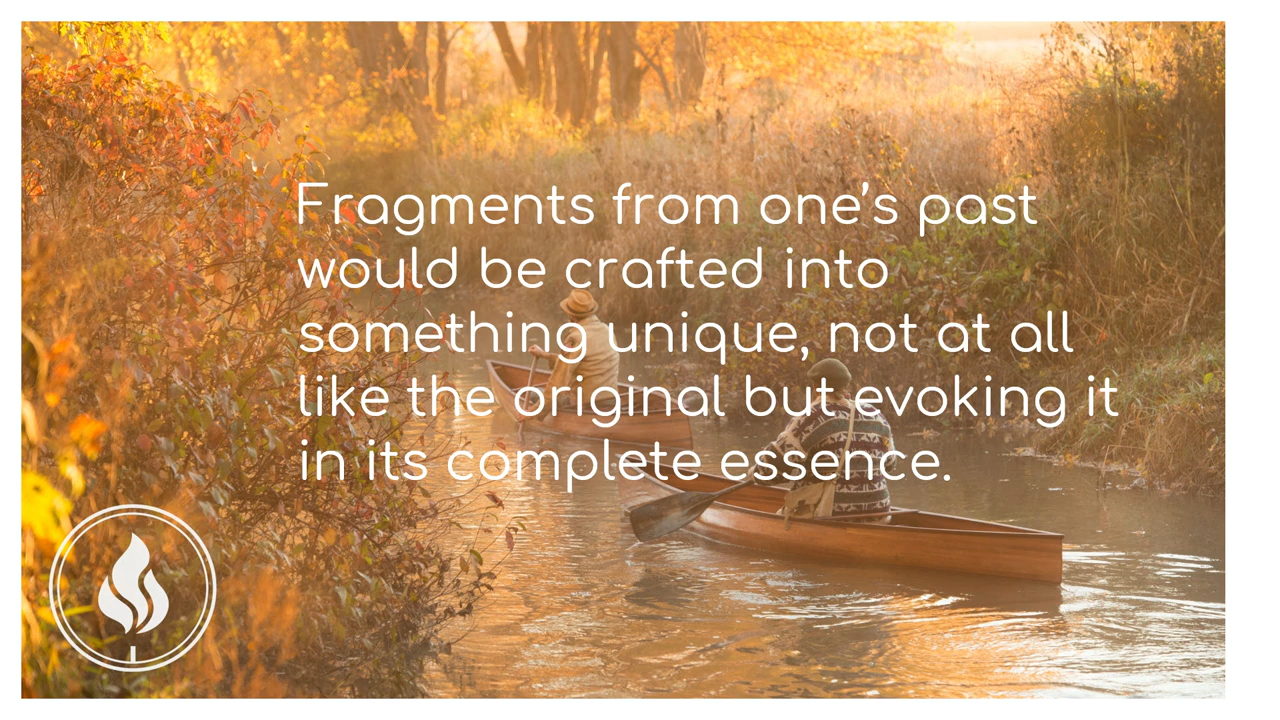 Fragments from one’s past
would be crafted into
something unique, not at all
like the original but evoking it
in its complete essence.